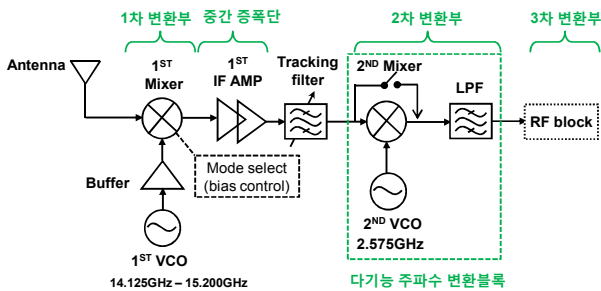 1차 변환부
중간 증폭단
2차 변환부
3차 변환부
Antenna
1ST
Mixer
1ST
IF AMP
Tracking
filter
2ND Mixer
LPF
RF block
Mode select
(bias control)
Buffer
1ST VCO
14.125GHz – 15.200GHz
2ND VCO
2.575GHz
다기능 주파수 변환블록